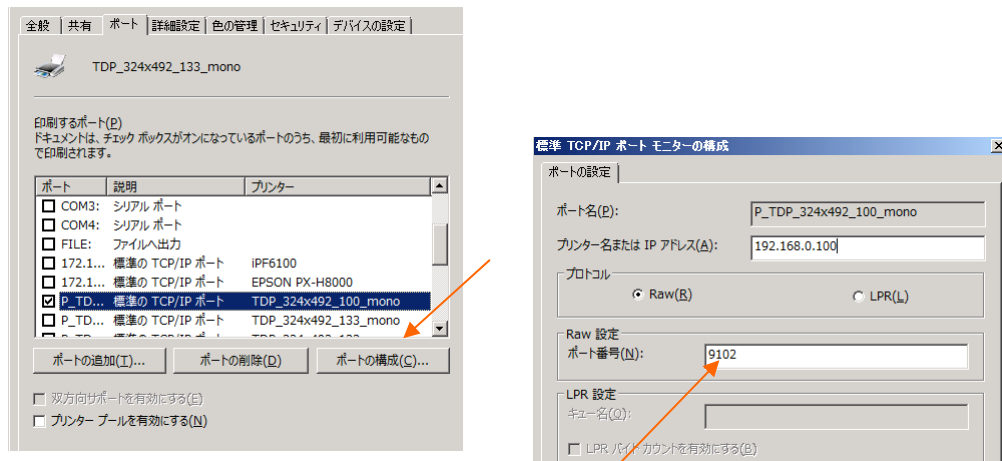 全般 共有 ポート 詳細設定 色の管理 セキュリティ デバイスの設定
TDP_324x492_133_mono
印刷するポート(P)
ドキュメントは、チェック ボックスがオンになっているポートのうち、最初に利用可能なもの
で印刷されます。
ポート 説明 プリンター
COM3: シリアル ポート
COM4: シリアル ポート
FILE: ファイルへ出力
172.1... 標準の TCP/IP ポート iPF6100
172.1... 標準の TCP/IP ポート EPSON PX-H8000
P_TD... 標準の TCP/IP ポート TDP_324x492_100_mono
P_TD... 標準の TCP/IP ポート TDP_324x492_133_mono
ポートの追加(T)... ポートの削除(D) ポートの構成(C)...
双方向サポートを有効にする(E)
プリンター プールを有効にする(N)
標準 TCP/IP ポート モニターの構成
ポートの設定
ポート名(P): P_TDP_324x492_100_mono
プリンター名または IP アドレス(A): 192.168.0.100
プロトコル
Raw(R) LPR(L)
Raw 設定
ポート番号(N): 9102
LPR 設定
キュー名(Q):
LPR バイト カウントを有効にする(B)